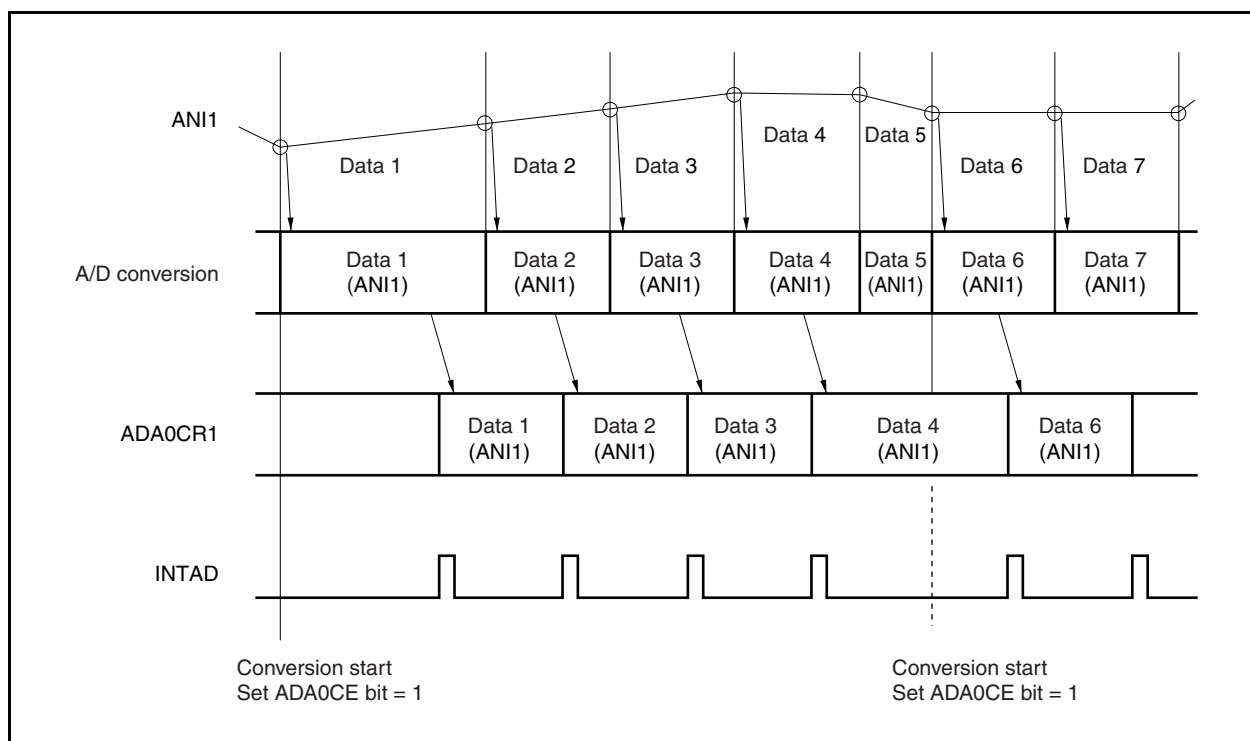 ANI1
Data 1
Data 2
Data 3
Data 4
Data 5
Data 6
Data 7
A/D conversion
Data 1
(ANI1)
Data 2
(ANI1)
Data 3
(ANI1)
Data 4
(ANI1)
Data 5
(ANI1)
Data 6
(ANI1)
Data 7
(ANI1)
ADA0CR1
Data 1
(ANI1)
Data 2
(ANI1)
Data 3
(ANI1)
Data 4
(ANI1)
Data 6
(ANI1)
INTAD
Conversion start
Set ADA0CE bit = 1
Conversion start
Set ADA0CE bit = 1